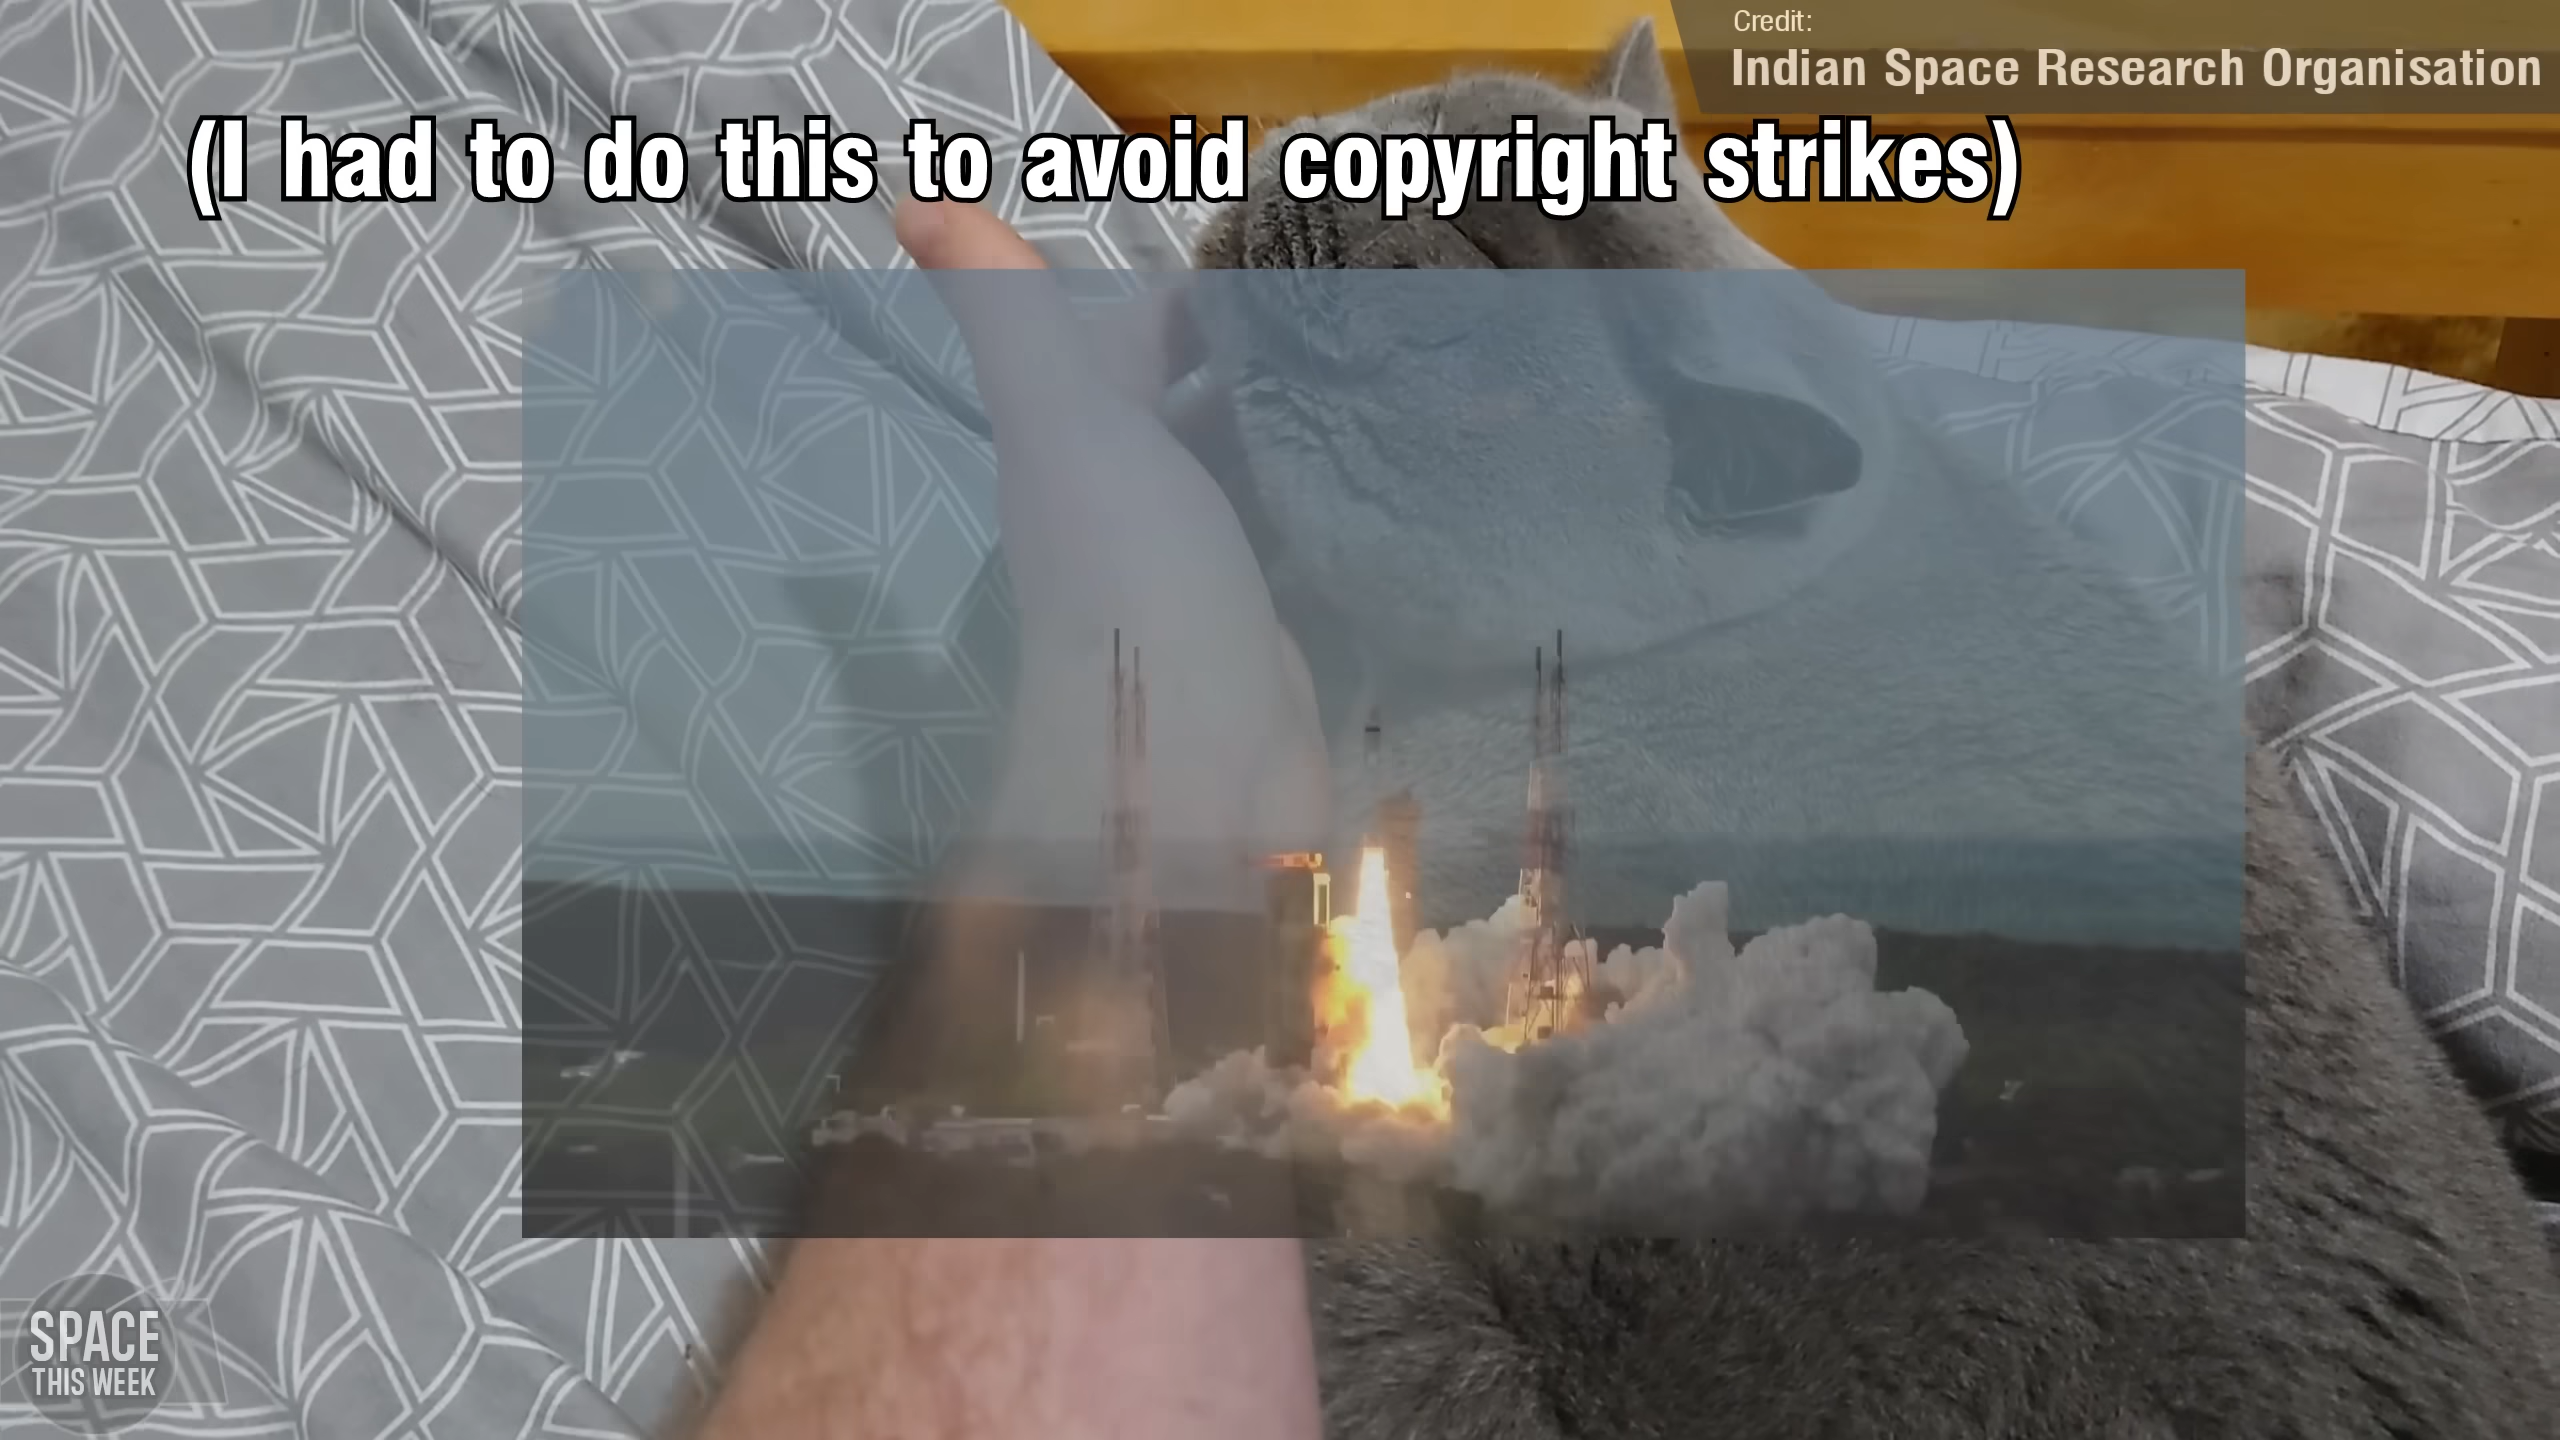 Credit:
Indian Space Research Organisation
(I had to do this to avoid copyright strikes)
SPACE
THIS WEEK